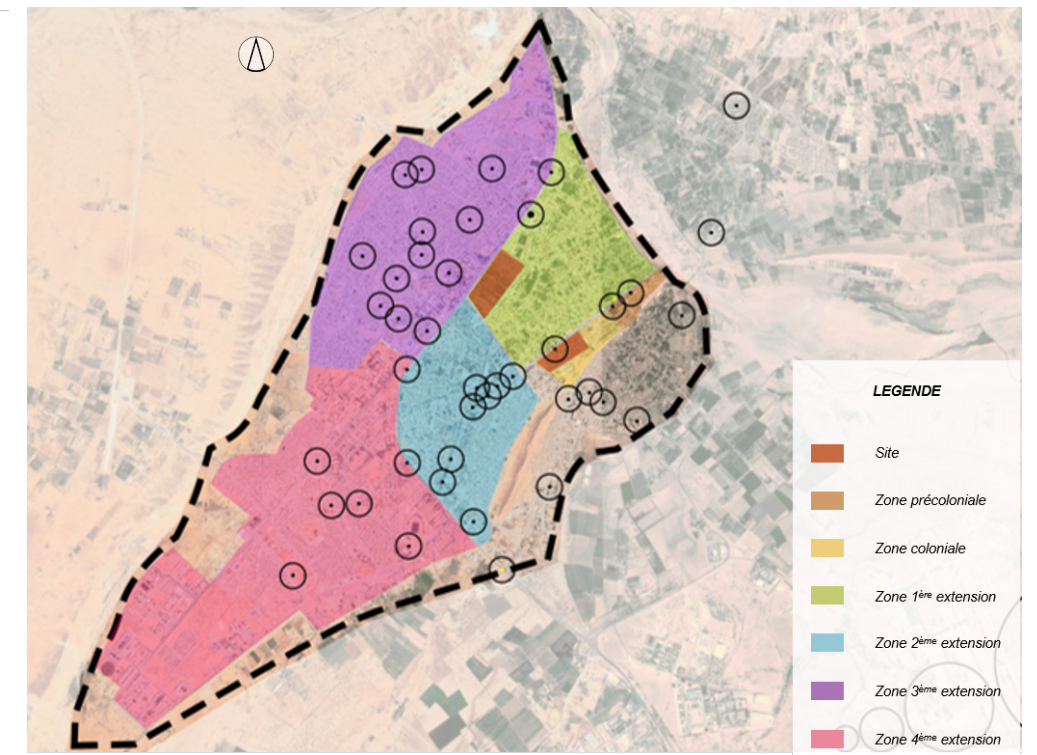 LEGENDE
Site
Zone précoloniale
Zone coloniale
Zone 1ère extension
Zone 2ème extension
Zone 3ème extension
Zone 4ème extension